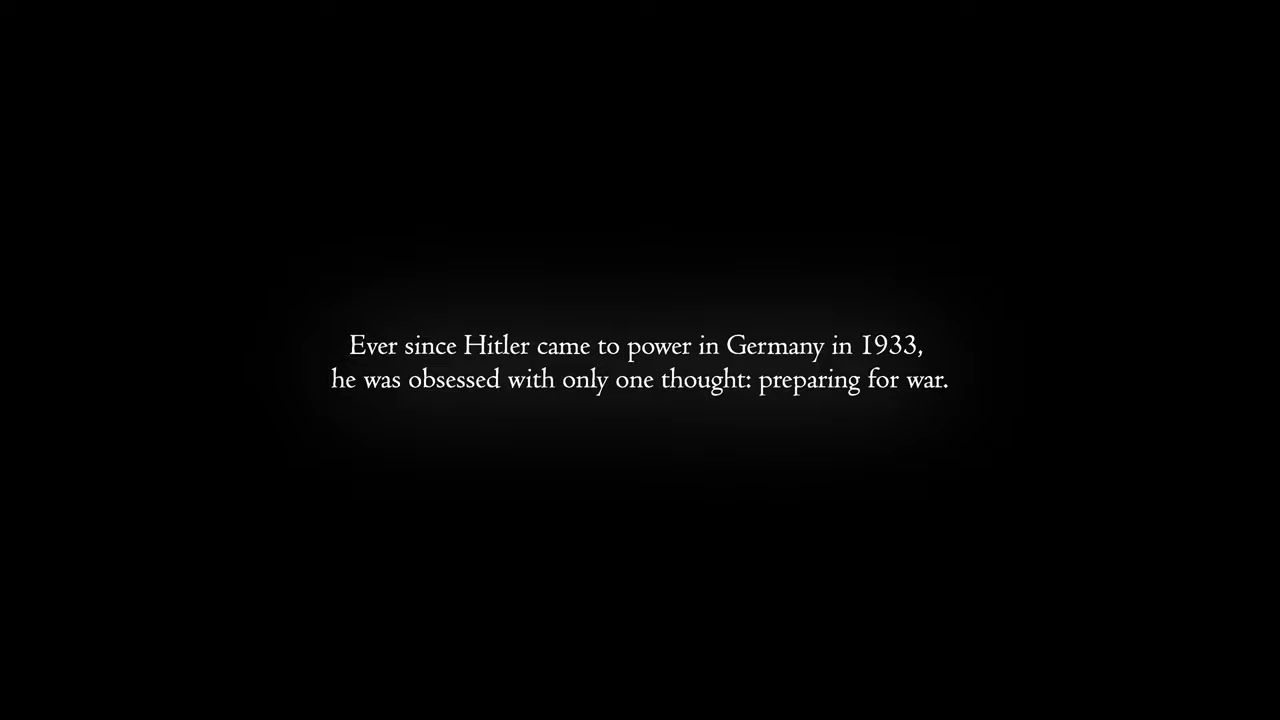 Ever since Hitler came to power in Germany in 1933,
he was obsessed with only one thought: preparing for war.